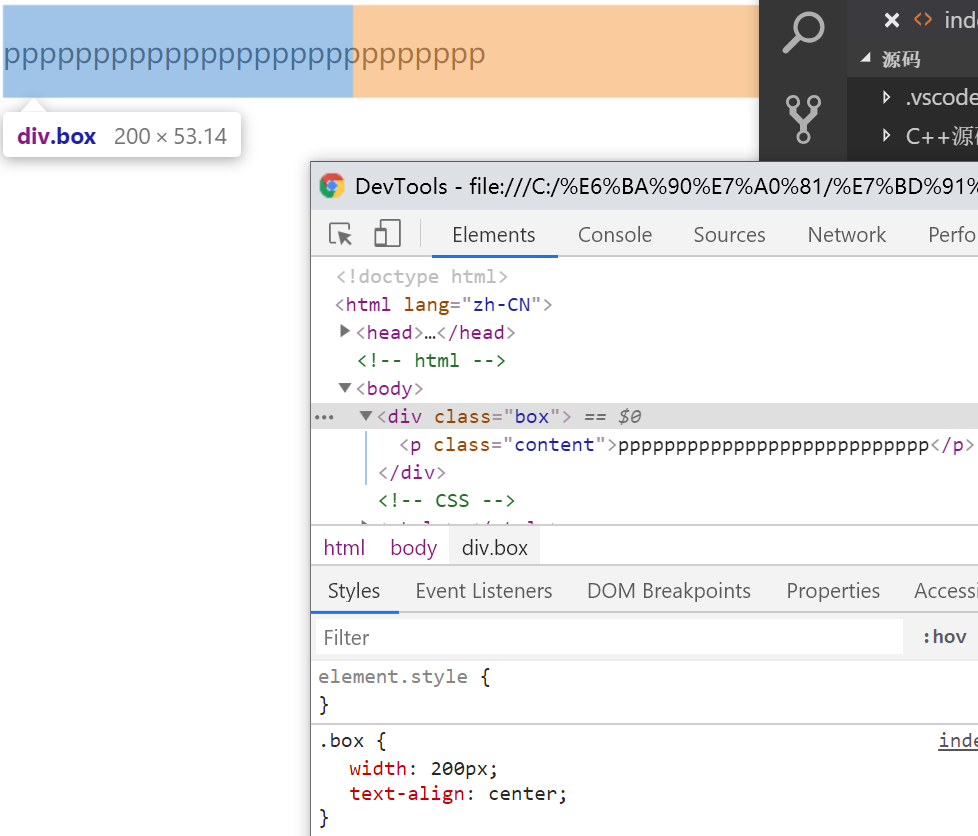 ppppppppppppppppppppppppppp
div.box 200 × 53.14
inde
源码
.vscode
C++源码
DevTools - file:///C:/%E6%BA%90%E7%A0%81/%E7%BD%91%
Elements Console Sources Network Perfo
<!doctype html>
<html lang="zh-CN">
<head>…</head>
<!-- html -->
<body>
<div class="box"> == $0
<p class="content">ppppppppppppppppppppppppppp</p>
</div>
<!-- CSS -->
html body div.box
Styles Event Listeners DOM Breakpoints Properties Accessi
Filter :hov
element.style {
}
.box { inde
width: 200px;
text-align: center;
}